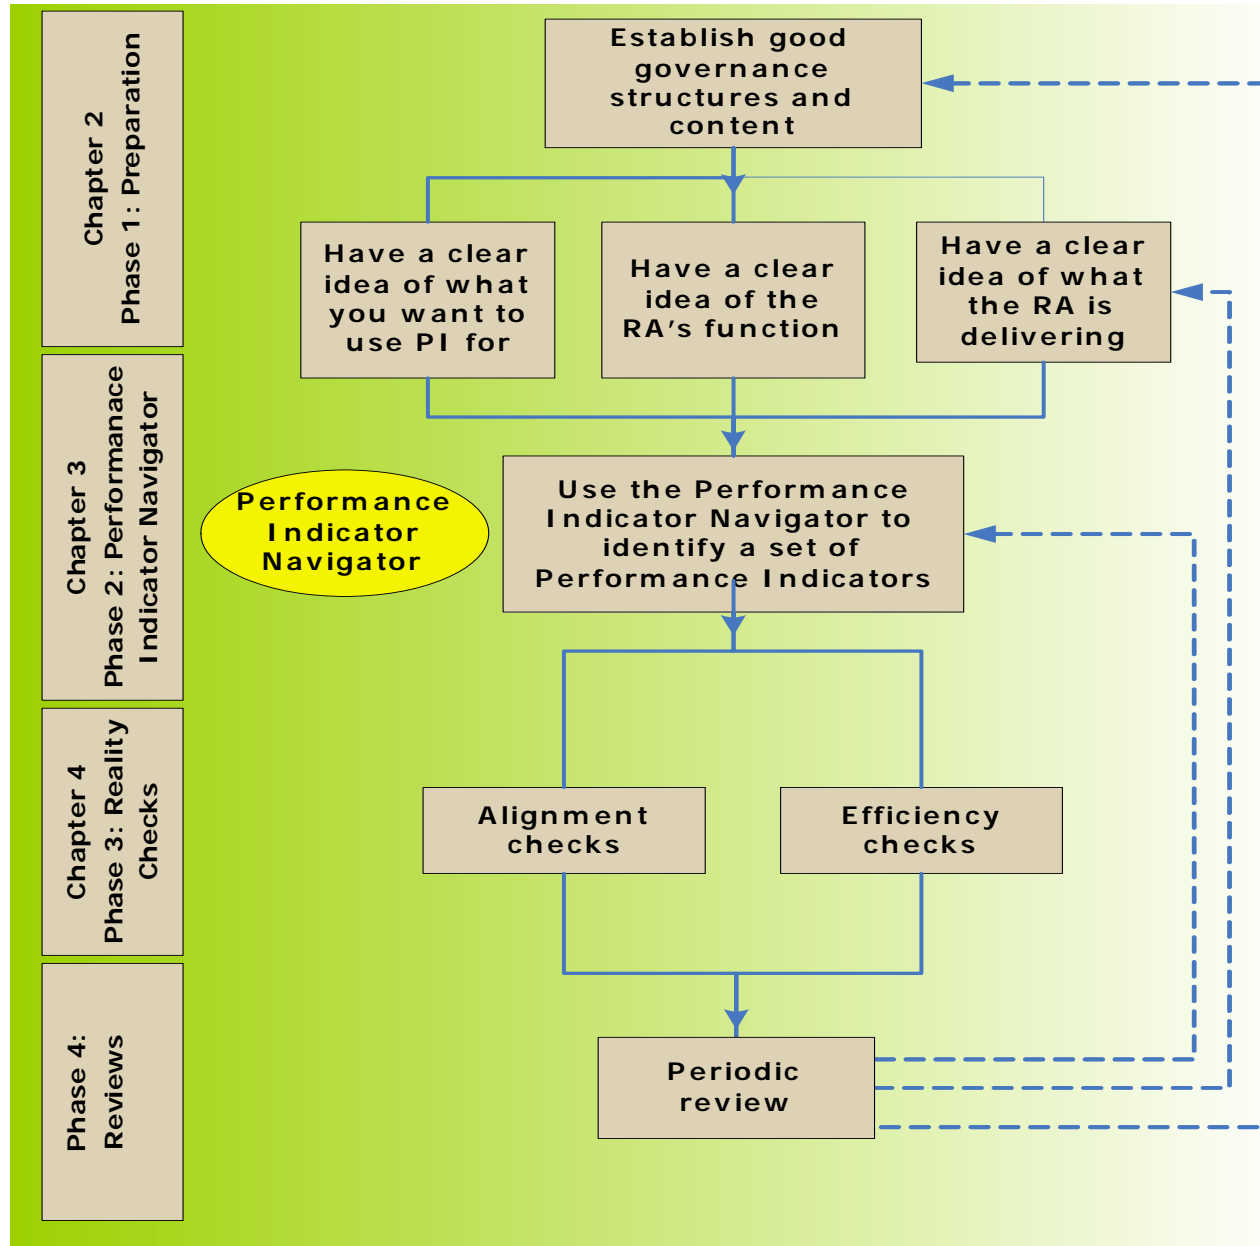 Chapter 2
Phase 1: Preparation
Establish good
governance
structures and
content
Have a clear
idea of what
you want to
use PI for
Have a clear
idea of the
RA's function
Have a clear
idea of what
the RA is
delivering
Chapter 3
Phase 2: Performanace
Indicator Navigator
Performance
Indicator
Navigator
Use the Performance
Indicator Navigator to
identify a set of
Performance Indicators
Chapter 4
Phase 3: Reality
Checks
Alignment
checks
Efficiency
checks
Phase 4:
Reviews
Periodic
review